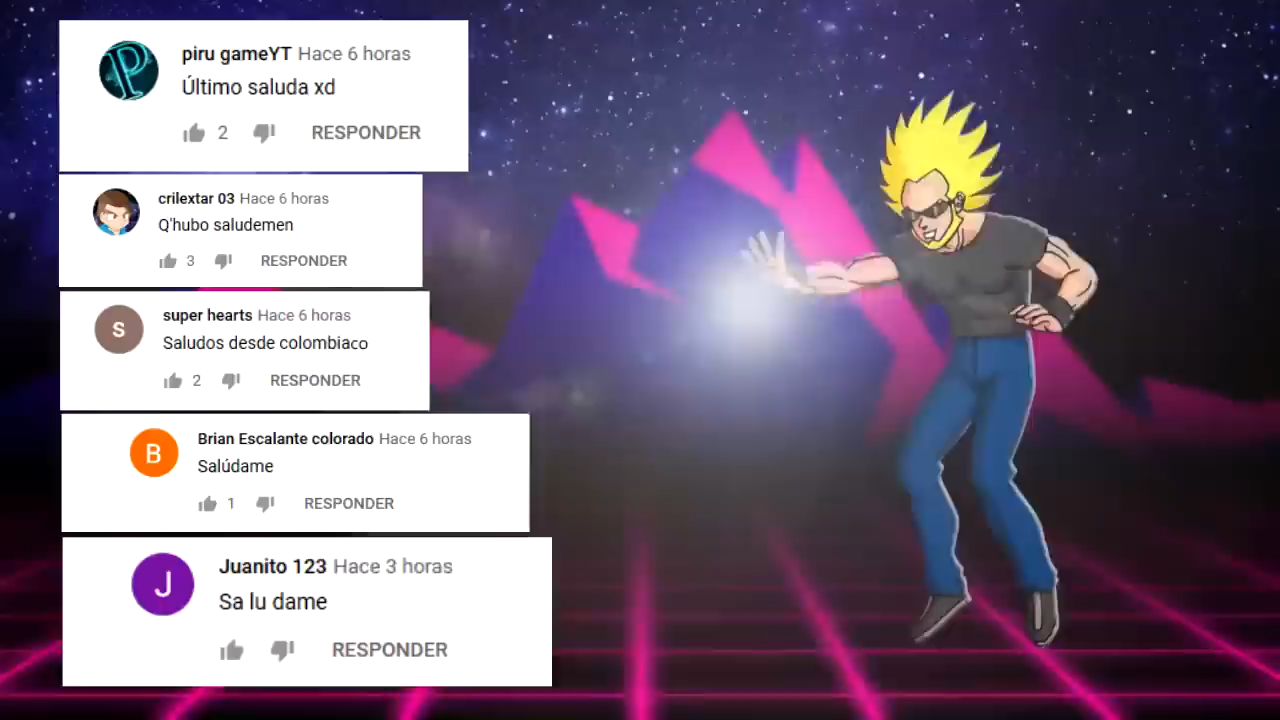 piru gameYT Hace 6 horas
Último saluda xd
2 RESPONDER
crilextar 03 Hace 6 horas
Q'hubo saludemen
3 RESPONDER
S
super hearts Hace 6 horas
Saludos desde colombiaco
2 RESPONDER
B
Brian Escalante colorado Hace 6 horas
Salúdame
1 RESPONDER
J
Juanito 123 Hace 3 horas
Sa lu dame
RESPONDER